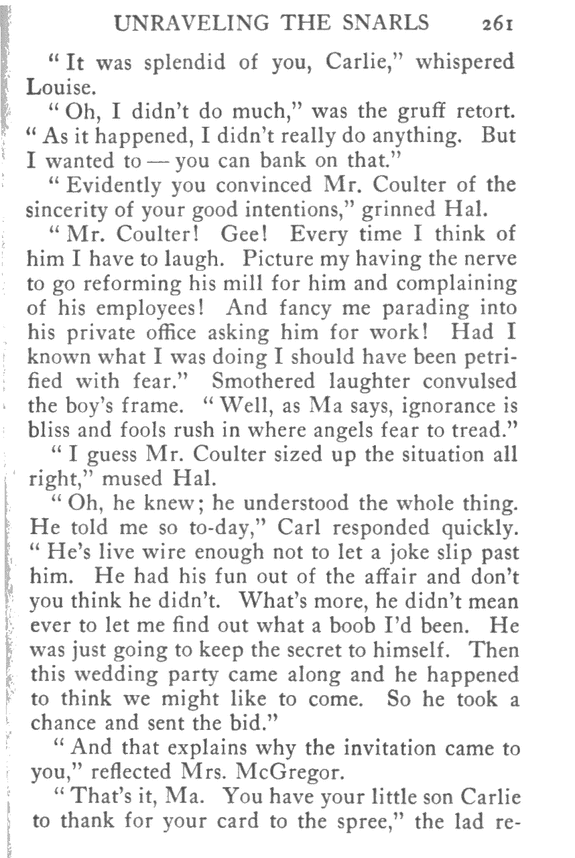 UNRAVELING THE SNARLS 261
“ It was splendid of you, Carlie,” whispered
Louise.
“ Oh, I didn't do much,” was the gruff retort.
“ As it happened, I didn't really do anything. But
I wanted to — you can bank on that.”
“ Evidently you convinced Mr. Coulter of the
sincerity of your good intentions,” grinned Hal.
“ Mr. Coulter! Gee! Every time I think of
him I have to laugh. Picture my having the nerve
to go reforming his mill for him and complaining
of his employees! And fancy me parading into
his private office asking him for work! Had I
known what I was doing I should have been petri-
fied with fear.” Smothered laughter convulsed
the boy's frame. “ Well, as Ma says, ignorance is
bliss and fools rush in where angels fear to tread.”
“ I guess Mr. Coulter sized up the situation all
right,” mused Hal.
“ Oh, he knew; he understood the whole thing.
He told me so to-day,” Carl responded quickly.
“ He's live wire enough not to let a joke slip past
him. He had his fun out of the affair and don't
you think he didn't. What's more, he didn't mean
ever to let me find out what a boob I'd been. He
was just going to keep the secret to himself. Then
this wedding party came along and he happened
to think we might like to come. So he took a
chance and sent the bid.”
“ And that explains why the invitation came to
you,” reflected Mrs. McGregor.
“ That's it, Ma. You have your little son Carlie
to thank for your card to the spree,” the lad re-